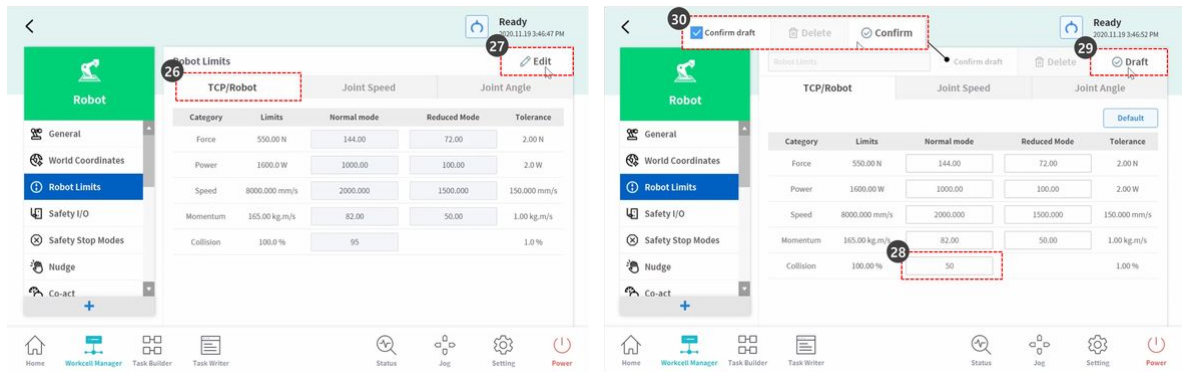 Ready
2020.11.19 3:46:47 PM
27
Robot Limits
Edit
26
Robot
TCP/Robot
Joint Speed
Joint Angle
General
World Coordinates
Robot Limits
Safety I/O
Safety Stop Modes
Nudge
Co-act
+
Category Limits Normal mode Reduced Mode Tolerance
Force 550.00 N 144.00 72.00 2.00 N
Power 1600.0 W 1000.00 100.00 2.0 W
Speed 8000.000 mm/s 2000.000 1500.000 150.000 mm/s
Momentum 165.00 kg.m/s 82.00 50.00 1.00 kg.m/s
Collision 100.0 % 95 1.0 %
Home Workcell Manager Task Builder Task Writer Status Jog Setting Power
30
Confirm draft Delete Confirm
Ready
2020.11.19 3:46:52 PM
29
Robot Limits
Confirm draft Delete Draft
Robot
TCP/Robot
Joint Speed
Joint Angle
Default
General
World Coordinates
Robot Limits
Safety I/O
Safety Stop Modes
Nudge
Co-act
+
Category Limits Normal mode Reduced Mode Tolerance
Force 550.00 N 144.00 72.00 2.00 N
Power 1600.00 W 1000.00 100.00 2.00 W
Speed 8000.000 mm/s 2000.000 1500.000 150.000 mm/s
Momentum 165.00 kg.m/s 82.00 50.00 1.00 kg.m/s
28
Collision 100.00 % 50 1.00 %
Home Workcell Manager Task Builder Task Writer Status Jog Setting Power